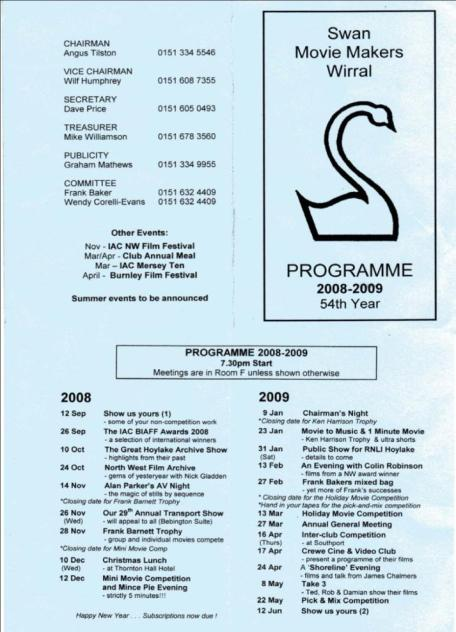 CHAIRMAN
Angus Tilston 0151 334 5546
VICE CHAIRMAN
Wilf Humphrey 0151 608 7355
SECRETARY
Dave Price 0151 605 0493
TREASURER
Mike Williamson 0151 678 3560
PUBLICITY
Graham Mathews 0151 334 9955
COMMITTEE
Frank Baker 0151 632 4409
Wendy Corelli-Evans 0151 632 4409
Other Events:
Nov - IAC NW Film Festival
Mar/Apr - Club Annual Meal
Mar – IAC Mersey Ten
April - Burnley Film Festival
Summer events to be announced
Swan
Movie Makers
Wirral
PROGRAMME
2008-2009
54th Year
PROGRAMME 2008-2009
7.30pm Start
Meetings are in Room F unless shown otherwise
2008
12 Sep Show us yours (1)
- some of your non-competition work
26 Sep The IAC BIAFF Awards 2008
- a selection of international winners
10 Oct The Great Hoylake Archive Show
- highlights from their past
24 Oct North West Film Archive
- gems of yesteryear with Nick Gladden
14 Nov Alan Parker's AV Night
- the magic of stills by sequence
*Closing date for Frank Barnett Trophy
26 Nov Our 29th Annual Transport Show
(Wed) - will appeal to all (Bebington Suite)
28 Nov Frank Barnett Trophy
- group and individual movies compete
*Closing date for Mini Movie Comp
10 Dec Christmas Lunch
(Wed) - at Thornton Hall Hotel
12 Dec Mini Movie Competition
and Mince Pie Evening
- strictly 5 minutes!!!
Happy New Year . . . Subscriptions now due !
2009
9 Jan Chairman's Night
*Closing date for Ken Harrison Trophy
23 Jan Movie to Music & 1 Minute Movie
- Ken Harrison Trophy & ultra shorts
31 Jan Public Show for RNLI Hoylake
(Sat) - details to come
13 Feb An Evening with Colin Robinson
- films from a NW award winner
27 Feb Frank Bakers mixed bag
- yet more of Frank's successes
* Closing date for the Holiday Movie Competition
*Hand in your tapes for the pick-and-mix competition
13 Mar Holiday Movie Competition
27 Mar Annual General Meeting
16 Apr Inter-club Competition
(Thurs) - at Southport
17 Apr Crewe Cine & Video Club
- present a programme of their films
24 Apr A 'Shoreline' Evening
- films and talk from James Chalmers
8 May Take 3
- Ted, Rob & Damian show their films
22 May Pick & Mix Competition
12 Jun Show us yours (2)